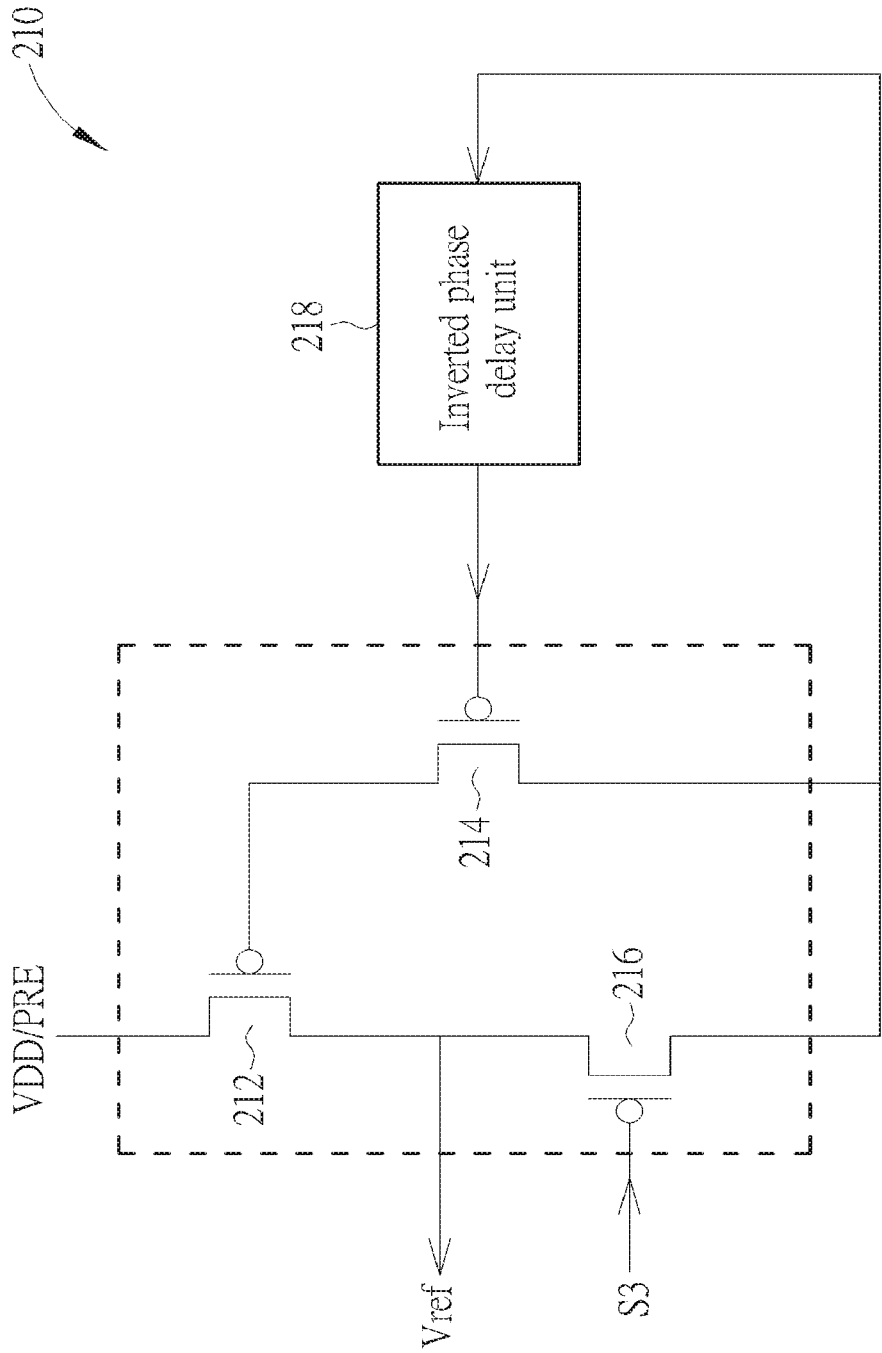 210
VDD/PRE
218
Inverted phase
delay unit
212
214
216
Vref
S3